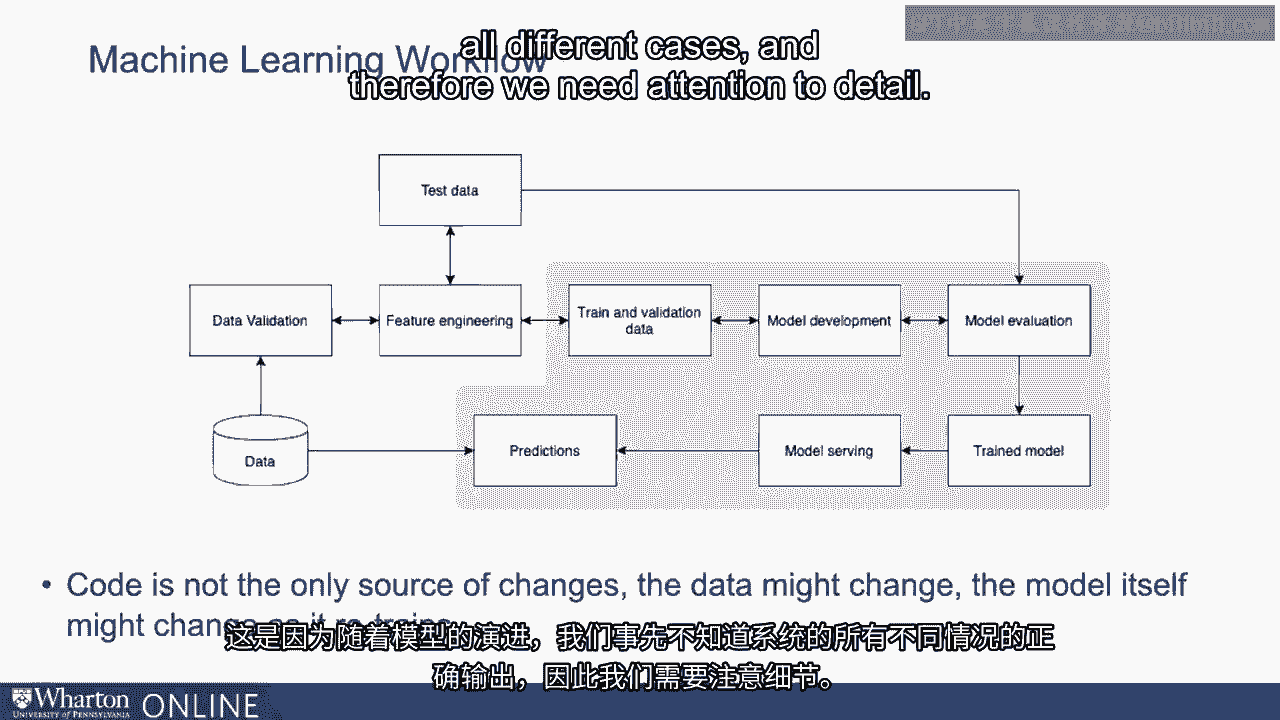 all different cases, and
therefore we need attention to detail.
Machine Learning Workflow
Test data
Data Validation
Feature engineering
Train and validation
data
Model development
Model evaluation
Data
Predictions
Model serving
Trained model
• Code is not the only source of changes, the data might change, the model itself
might change as it re-trains
这是因为随着模型的演进，我们事先不知道系统的所有不同情况的正
确输出，因此我们需要注意细节。
Wharton
UNIVERSITY of PENNSYLVANIA
ONLINE